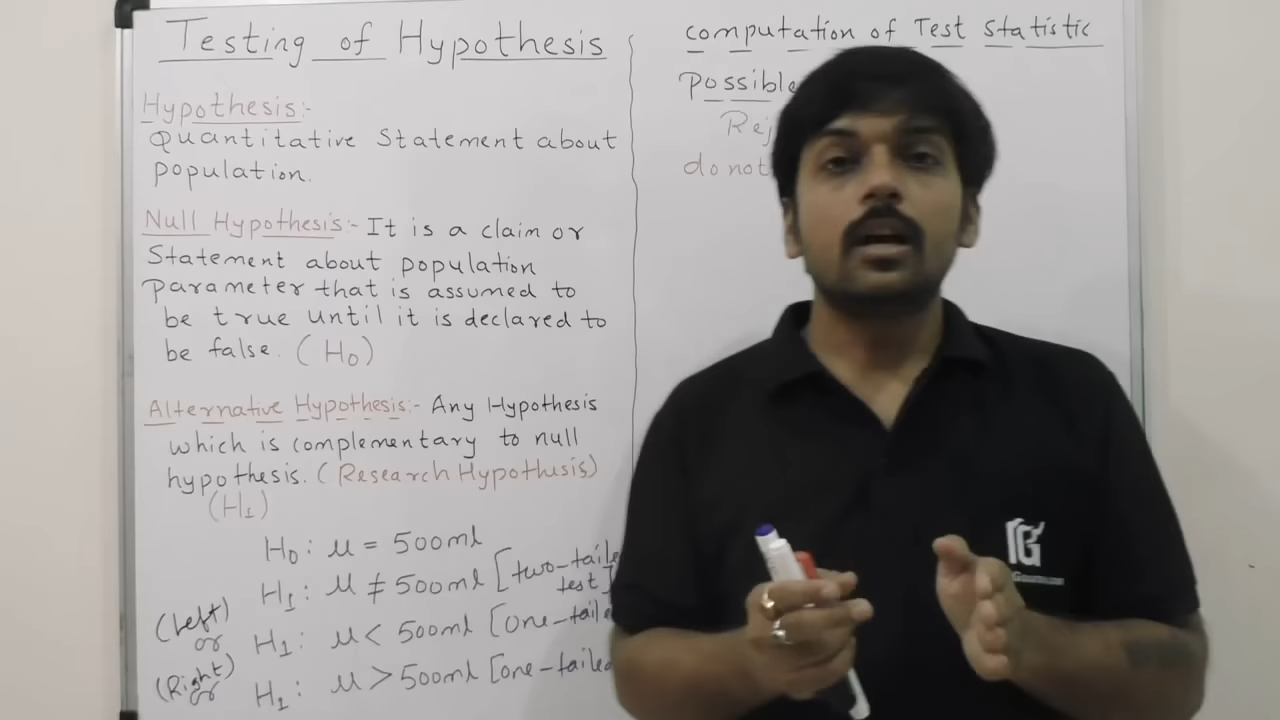 Testing of Hypothesis
Hypothesis:-
Quantitative Statement about
population.
Null Hypothesis:- It is a claim or
Statement about population
parameter that is assumed to
be true until it is declared to
be false. (H₀)
Alternative Hypothesis:- Any Hypothesis
which is complementary to null
hypothesis. (Research Hypothesis)
(H₁)
H₀: μ = 500ml
H₁: μ ≠ 500ml [two-taile
test]
(Left)
or
H₁: μ < 500ml [one-taile
(Right)
or
H₁: μ > 500ml [one-tailed
computation of Test Statistic
possible
Rej
do not